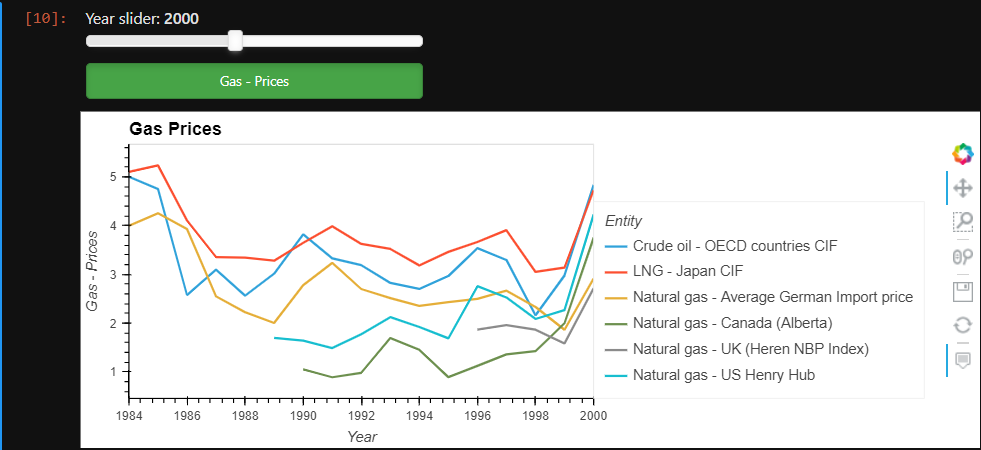 [10]:
Year slider: 2000
Gas - Prices
Gas Prices
Gas - Prices
5
4
3
2
1
1984 1986 1988 1990 1992 1994 1996 1998 2000
Year
Entity
Crude oil - OECD countries CIF
LNG - Japan CIF
Natural gas - Average German Import price
Natural gas - Canada (Alberta)
Natural gas - UK (Heren NBP Index)
Natural gas - US Henry Hub